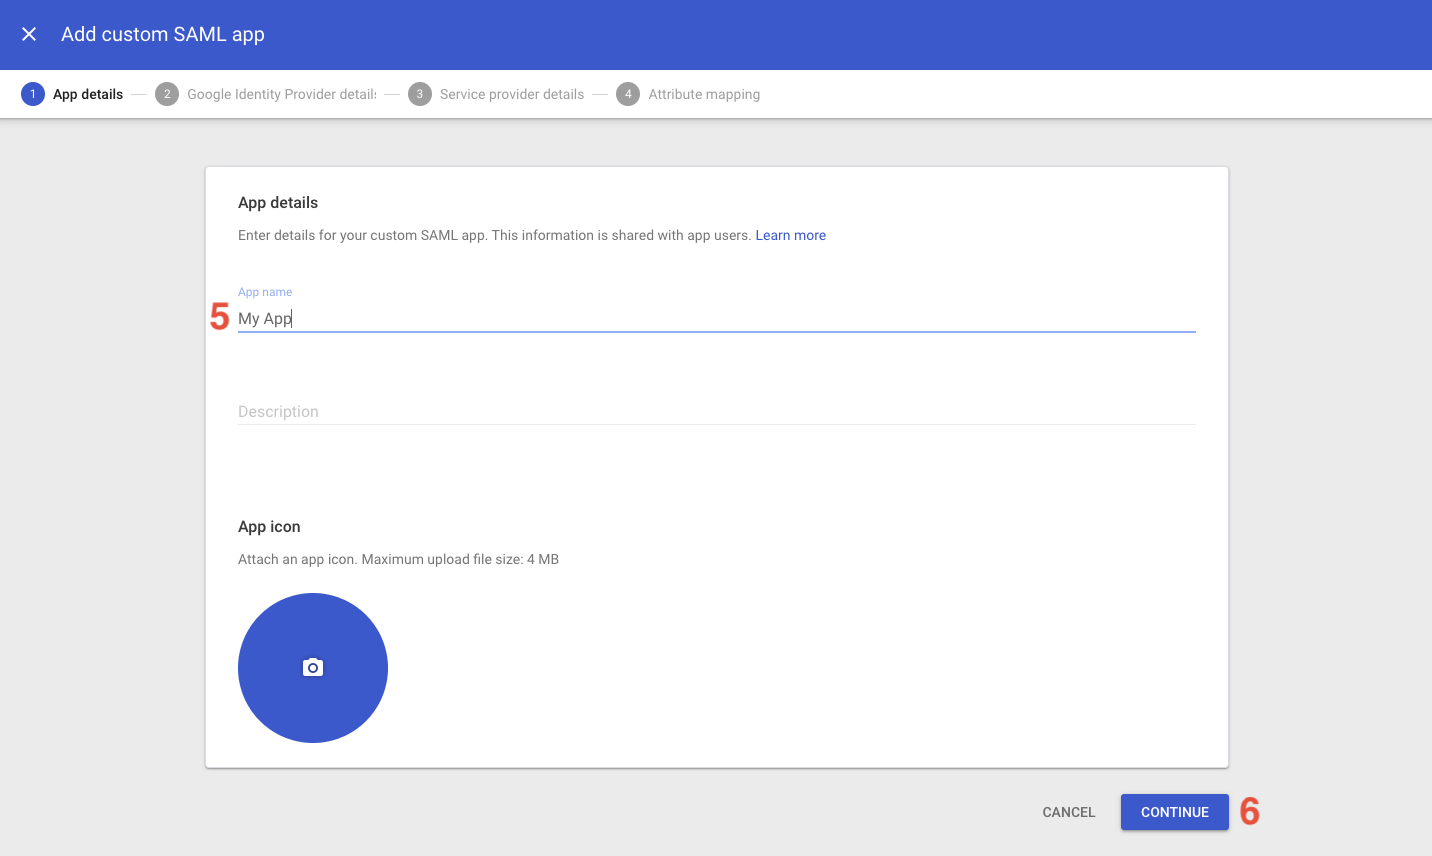 Add custom SAML app
1 App details 2 Google Identity Provider details 3 Service provider details 4 Attribute mapping
App details
Enter details for your custom SAML app. This information is shared with app users. Learn more
App name
5 My App
Description
App icon
Attach an app icon. Maximum upload file size: 4 MB
CANCEL CONTINUE 6